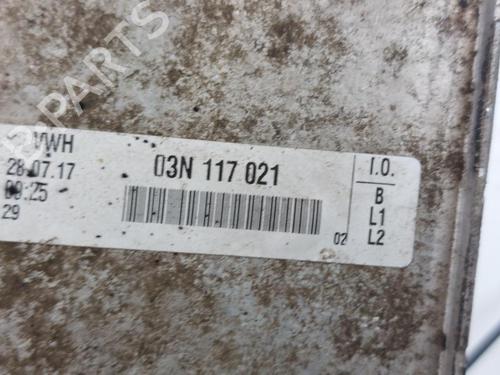 VWH
28.07.17
09:25
29
03N 117 021
02
I.O.
B
L1
L2
PARTS